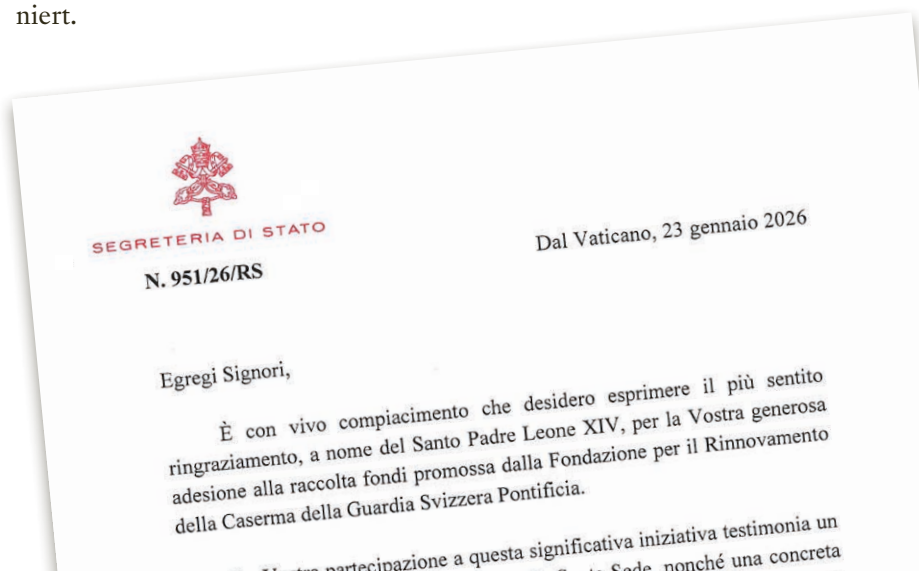 niert.
SEGRETERIA DI STATO
Dal Vaticano, 23 gennaio 2026
N. 951/26/RS
Egregi Signori,
È con vivo compiacimento che desidero esprimere il più sentito
ringraziamento, a nome del Santo Padre Leone XIV, per la Vostra generosa
adesione alla raccolta fondi promossa dalla Fondazione per il Rinnovamento
della Caserma della Guardia Svizzera Pontificia.
partecipazione a questa significativa iniziativa testimonia un
Sede, nonché una concreta